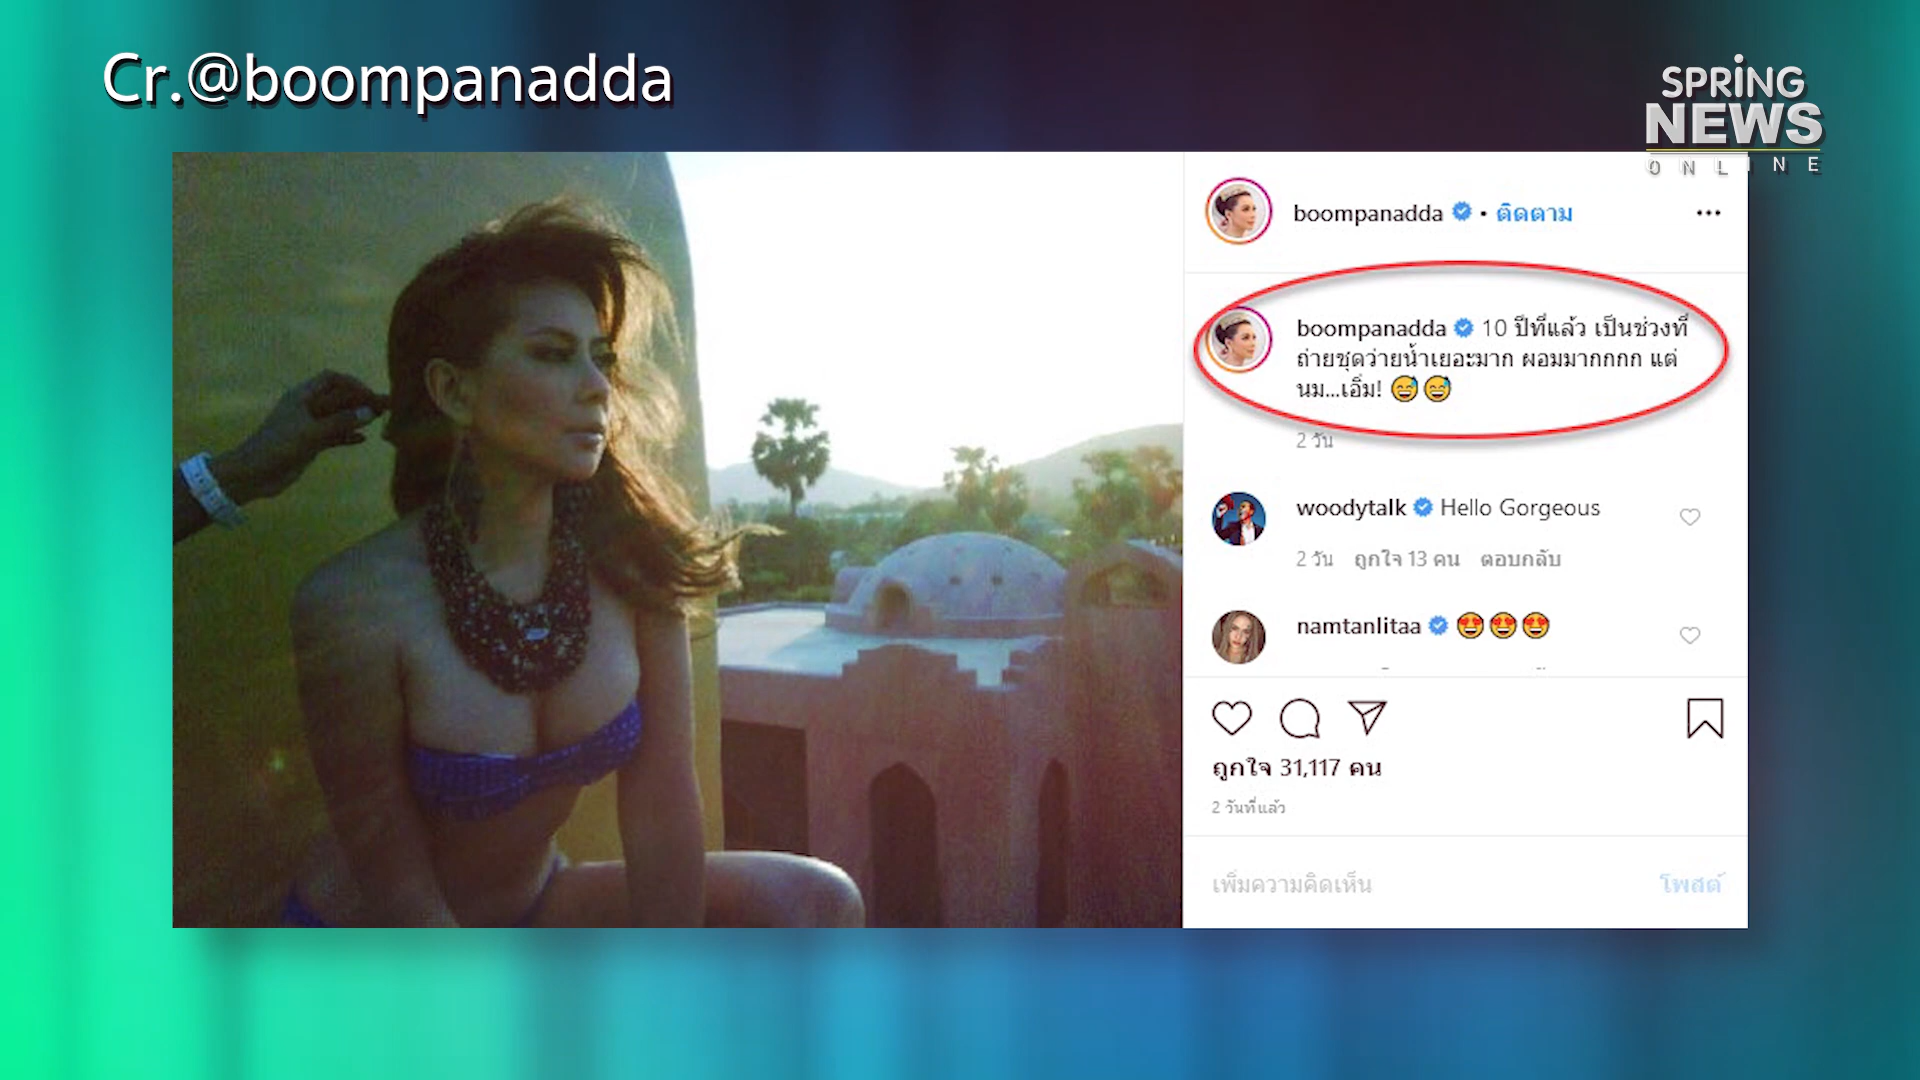 Cr.@boompanadda
SPRING
NEWS
ONLINE
boompanadda • ติดตาม
boompanadda 10 ปีที่แล้ว เป็นช่วงที่
ถ่ายชุดว่ายน้ำเยอะมาก ผอมมากกกก แต่
นม...เอิ่ม! 😅😅
2 วัน
woodytalk Hello Gorgeous
2 วัน ถูกใจ 13 คน ตอบกลับ
namtanlitaa 😍😍😍
ถูกใจ 31,117 คน
2 วันที่แล้ว
เพิ่มความคิดเห็น
โพสต์